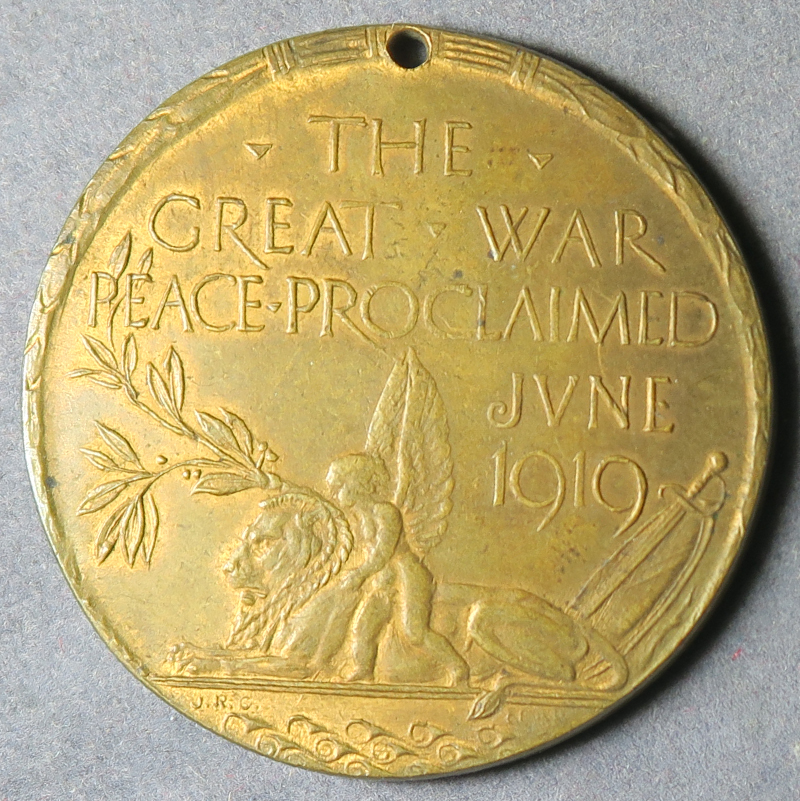 THE
GREAT WAR
PEACE·PROCLAIMED
JVNE
1919
J.R.C.